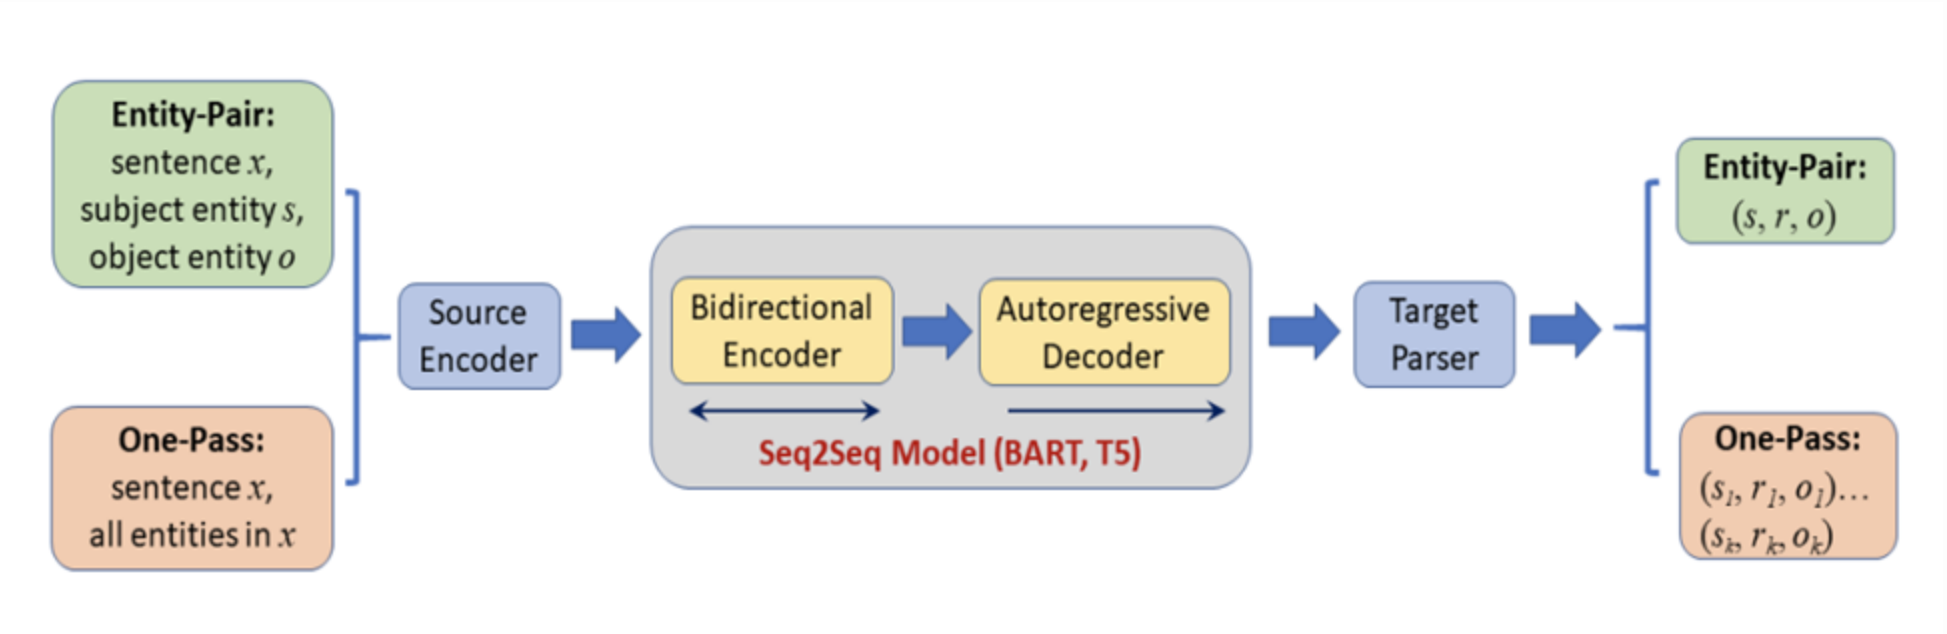 Entity-Pair:
sentence x,
subject entity s,
object entity o
One-Pass:
sentence x,
all entities in x
Source
Encoder
Bidirectional
Encoder
Autoregressive
Decoder
Seq2Seq Model (BART, T5)
Target
Parser
Entity-Pair:
(s, r, o)
One-Pass:
(s₁, r₁, o₁)...
(sₖ, rₖ, oₖ)